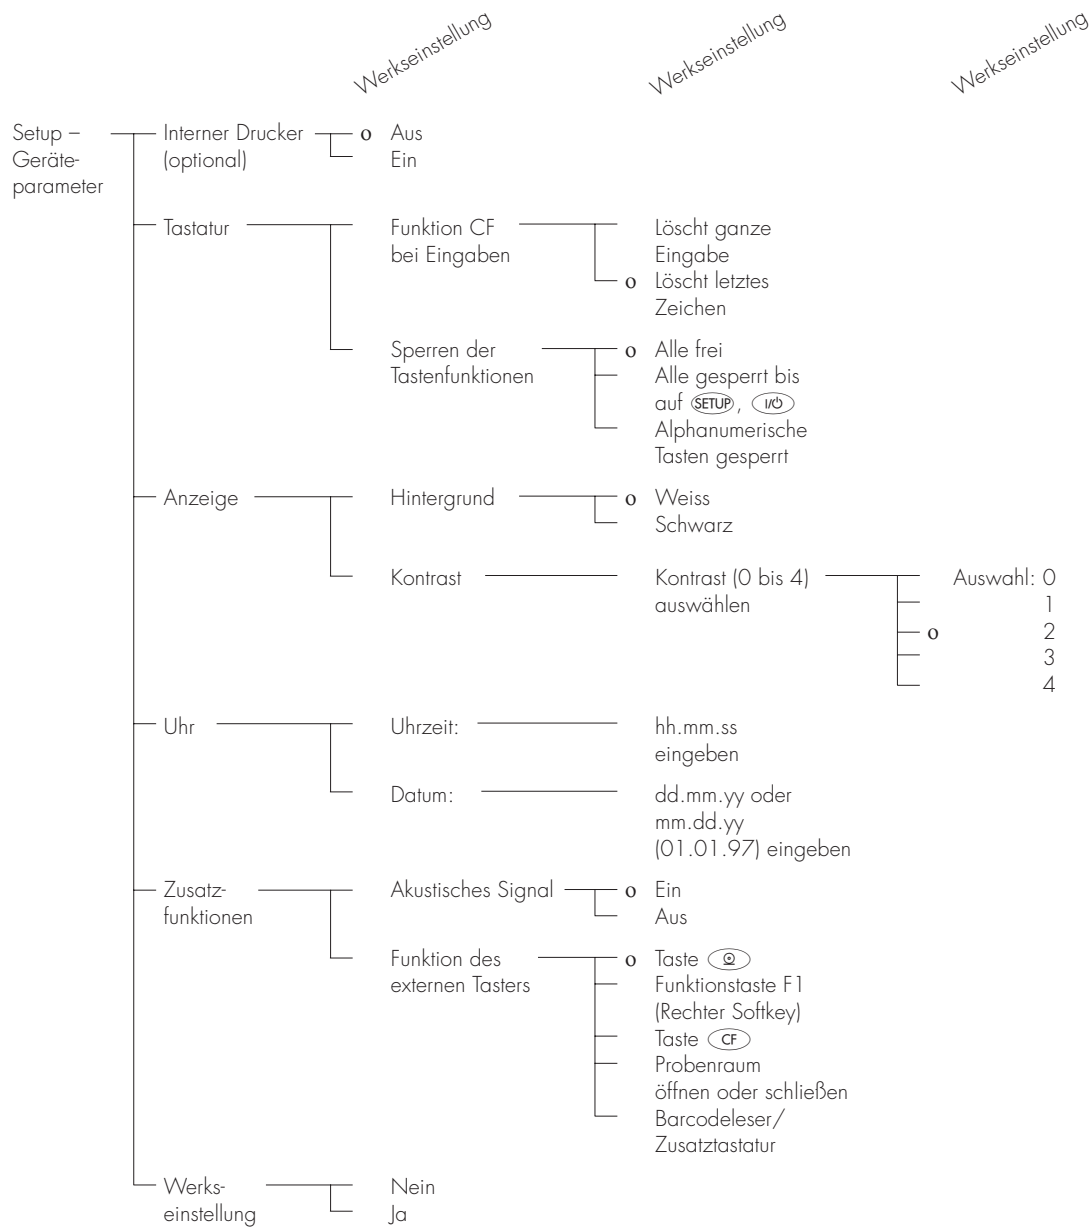 Werkseinstellung Werkseinstellung Werkseinstellung
Setup – Interner Drucker o Aus
Geräte- (optional) Ein
parameter
Tastatur Funktion CF Löscht ganze
bei Eingaben Eingabe
o Löscht letztes
Zeichen
Sperren der o Alle frei
Tastenfunktionen Alle gesperrt bis
auf SETUP, I/⏻
Alphanumerische
Tasten gesperrt
Anzeige Hintergrund o Weiss
Schwarz
Kontrast Kontrast (0 bis 4) Auswahl: 0
auswählen 1
o 2
3
4
Uhr Uhrzeit: hh.mm.ss
eingeben
Datum: dd.mm.yy oder
mm.dd.yy
(01.01.97) eingeben
Zusatz- Akustisches Signal o Ein
funktionen Aus
Funktion des o Taste
externen Tasters Funktionstaste F1
(Rechter Softkey)
Taste CF
Probenraum
öffnen oder schließen
Barcodeleser/
Zusatztastatur
Werks- Nein
einstellung Ja